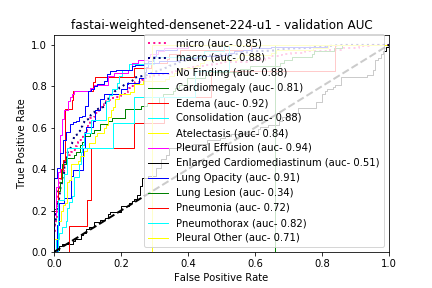 fastai-weighted-densenet-224-u1 - validation AUC
True Positive Rate
1.0
0.8
0.6
0.4
0.2
0.0
micro (auc- 0.85)
macro (auc- 0.88)
No Finding (auc- 0.88)
Cardiomegaly (auc- 0.81)
Edema (auc- 0.92)
Consolidation (auc- 0.88)
Atelectasis (auc- 0.84)
Pleural Effusion (auc- 0.94)
Enlarged Cardiomediastinum (auc- 0.51)
Lung Opacity (auc- 0.91)
Lung Lesion (auc- 0.34)
Pneumonia (auc- 0.72)
Pneumothorax (auc- 0.82)
Pleural Other (auc- 0.71)
0.0 0.2 0.4 0.6 0.8 1.0
False Positive Rate